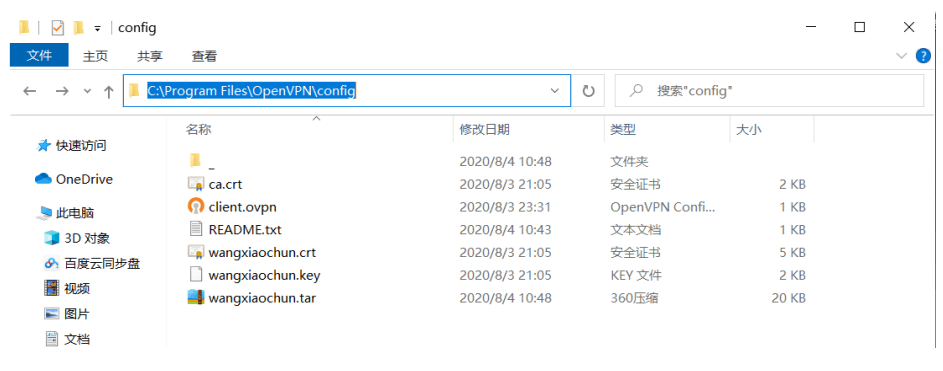 config
文件 主页 共享 查看
C:\Program Files\OpenVPN\config 搜索"config"
名称 修改日期 类型 大小
快速访问
OneDrive
此电脑
3D 对象
百度云同步盘
视频
图片
文档
_ 2020/8/4 10:48 文件夹
ca.crt 2020/8/3 21:05 安全证书 2 KB
client.ovpn 2020/8/3 23:31 OpenVPN Confi... 1 KB
README.txt 2020/8/4 10:43 文本文档 1 KB
wangxiaochun.crt 2020/8/3 21:05 安全证书 5 KB
wangxiaochun.key 2020/8/3 21:05 KEY 文件 2 KB
wangxiaochun.tar 2020/8/4 10:48 360压缩 20 KB